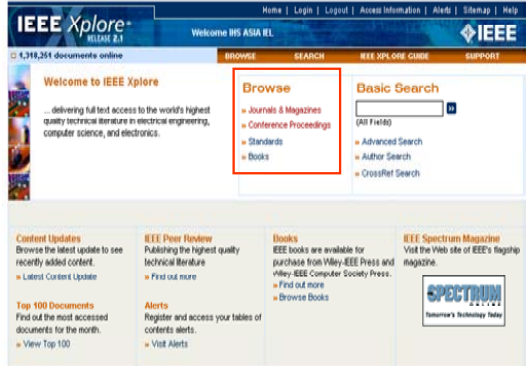 Home | Login | Logout | Access Information | Alerts | Sitemap | Help
IEEE Xplore®
RELEASE 2.1
Welcome IHS ASIA IEL
IEEE
1,318,251 documents online
BROWSE SEARCH IEEE XPLORE GUIDE SUPPORT
Welcome to IEEE Xplore
... delivering full text access to the world's highest
quality technical literature in electrical engineering,
computer science, and electronics.
Browse
» Journals & Magazines
» Conference Proceedings
» Standards
» Books
Basic Search
»
(All Fields)
» Advanced Search
» Author Search
» CrossRef Search
Content Updates
Browse the latest update to see
recently added content.
» Latest Content Update
Top 100 Documents
Find out the most accessed
documents for the month.
» View Top 100
IEEE Peer Review
Publishing the highest quality
technical literature
» Find out more
Alerts
Register and access your tables of
contents alerts.
» Visit Alerts
Books
IEEE books are available for
purchase from Wiley-IEEE Press and
Wiley-IEEE Computer Society Press.
» Find out more
» Browse Books
IEEE Spectrum Magazine
Visit the Web site of IEEE's flagship
magazine.
SPECTRUM
ONLINE
Tomorrow's Technology Today